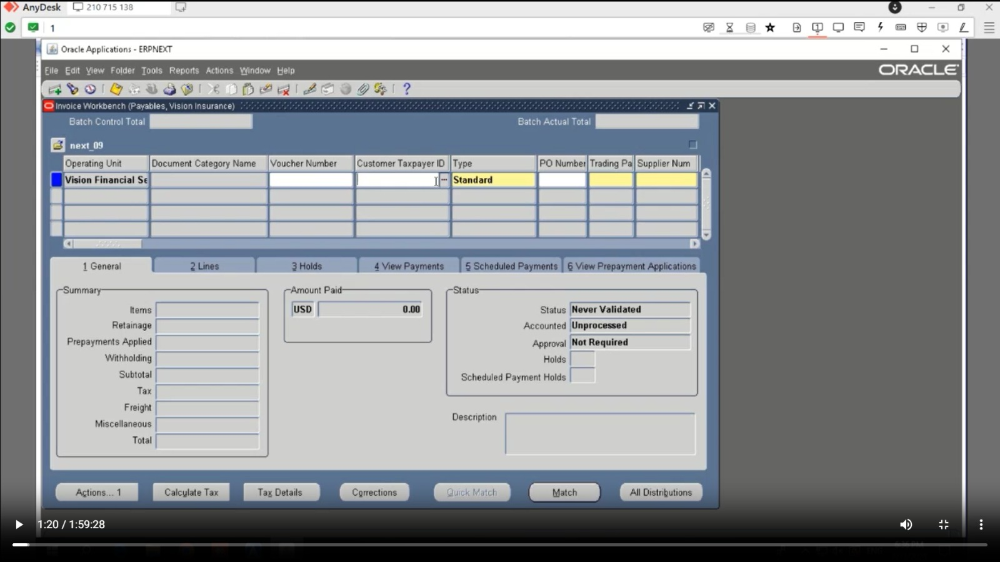 AnyDesk 210 715 138
1
Oracle Applications - ERPNEXT
File Edit View Folder Tools Reports Actions Window Help
ORACLE
Invoice Workbench (Payables, Vision Insurance)
Batch Control Total Batch Actual Total
next_09
Operating Unit Document Category Name Voucher Number Customer Taxpayer ID Type PO Number Trading Pa Supplier Num
Vision Financial Se ... Standard
1 General 2 Lines 3 Holds 4 View Payments 5 Scheduled Payments 6 View Prepayment Applications
Summary Amount Paid Status
Items USD 0.00 Status Never Validated
Retainage Accounted Unprocessed
Prepayments Applied Approval Not Required
Withholding Holds
Subtotal Scheduled Payment Holds
Tax
Freight
Miscellaneous Description
Total
Actions... 1 Calculate Tax Tax Details Corrections Quick Match Match All Distributions
1:20 / 1:59:28